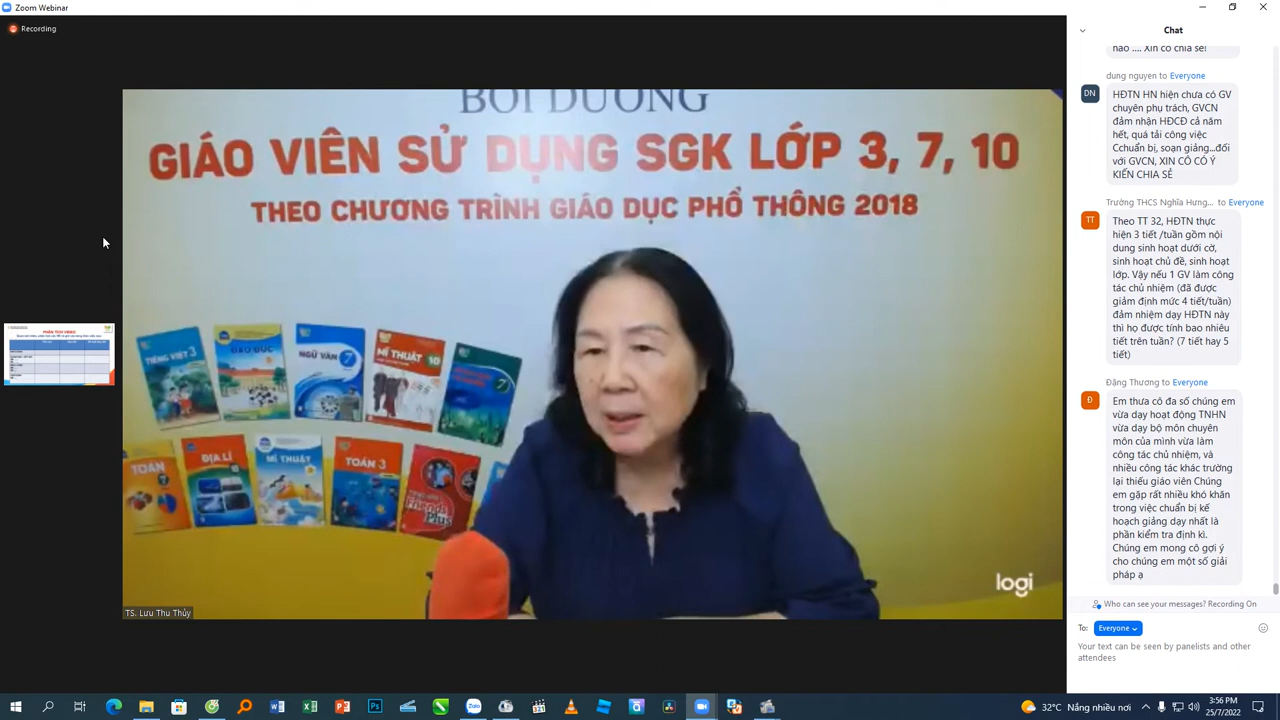 Zoom Webinar
Recording
BỒI DƯỠNG
GIÁO VIÊN SỬ DỤNG SGK LỚP 3, 7, 10
THEO CHƯƠNG TRÌNH GIÁO DỤC PHỔ THÔNG 2018
TIẾNG VIỆT 3
ĐẠO ĐỨC
NGỮ VĂN 7
MĨ THUẬT 10
7
TOÁN 7
ĐỊA LÍ 10
MĨ THUẬT
TOÁN 3
Friends Plus
logi
TS. Lưu Thu Thủy
PHÂN TÍCH VIDEO
Chat
nào .... Xin cô chia sẻ!
dung nguyen to Everyone
DN
HĐTN HN hiện chưa có GV
chuyên phụ trách, GVCN
đảm nhận HĐCĐ cả năm
hết, quá tải công việc
Cchuẩn bị, soạn giảng...đối
với GVCN, XIN CÔ CÓ Ý
KIẾN CHIA SẺ
Trường THCS Nghĩa Hưng... to Everyone
TT
Theo TT 32, HĐTN thực
hiện 3 tiết /tuần gồm nội
dung sinh hoạt dưới cờ,
sinh hoạt chủ đề, sinh hoạt
lớp. Vậy nếu 1 GV làm công
tác chủ nhiệm (đã được
giảm định mức 4 tiết/tuần)
đảm nhiệm dạy HĐTN này
thì họ được tính bao nhiêu
tiết trên tuần? (7 tiết hay 5
tiết)
Đặng Thương to Everyone
Đ
Em thưa cô đa số chúng em
vừa dạy hoạt động TNHN
vừa dạy bộ môn chuyên
môn của mình vừa làm
công tác chủ nhiệm, và
nhiều công tác khác trường
lại thiếu giáo viên Chúng
em gặp rất nhiều khó khăn
trong việc chuẩn bị kế
hoạch giảng dạy nhất là
phần kiểm tra định kì.
Chúng em mong cô gợi ý
cho chúng em một số giải
pháp ạ
Who can see your messages? Recording On
To: Everyone
Your text can be seen by panelists and other
attendees
Zalo
32°C Nắng nhiều nơi
3:56 PM
25/7/2022